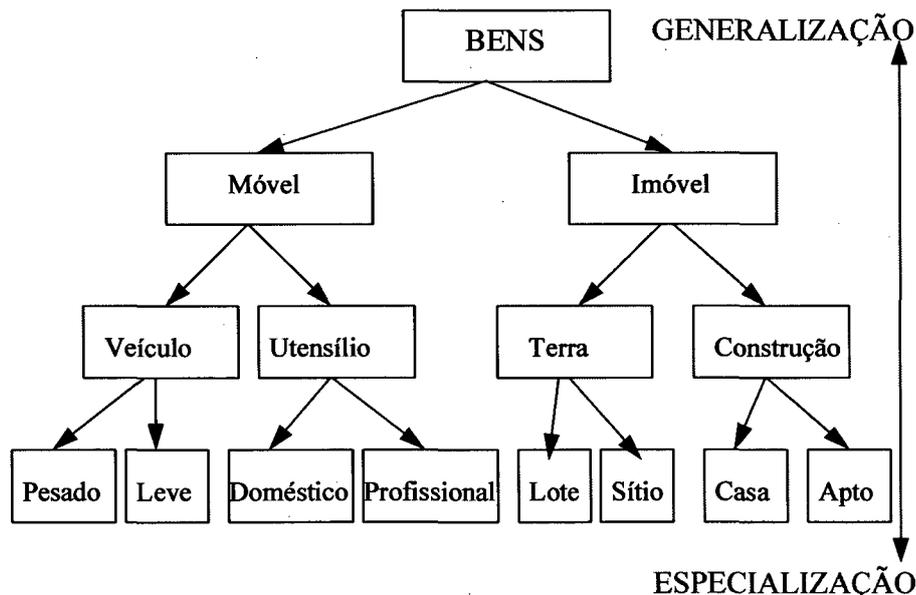 BENS
GENERALIZAÇÃO
Móvel
Imóvel
Veículo
Utensílio
Terra
Construção
Pesado
Leve
Doméstico
Profissional
Lote
Sítio
Casa
Apto
ESPECIALIZAÇÃO